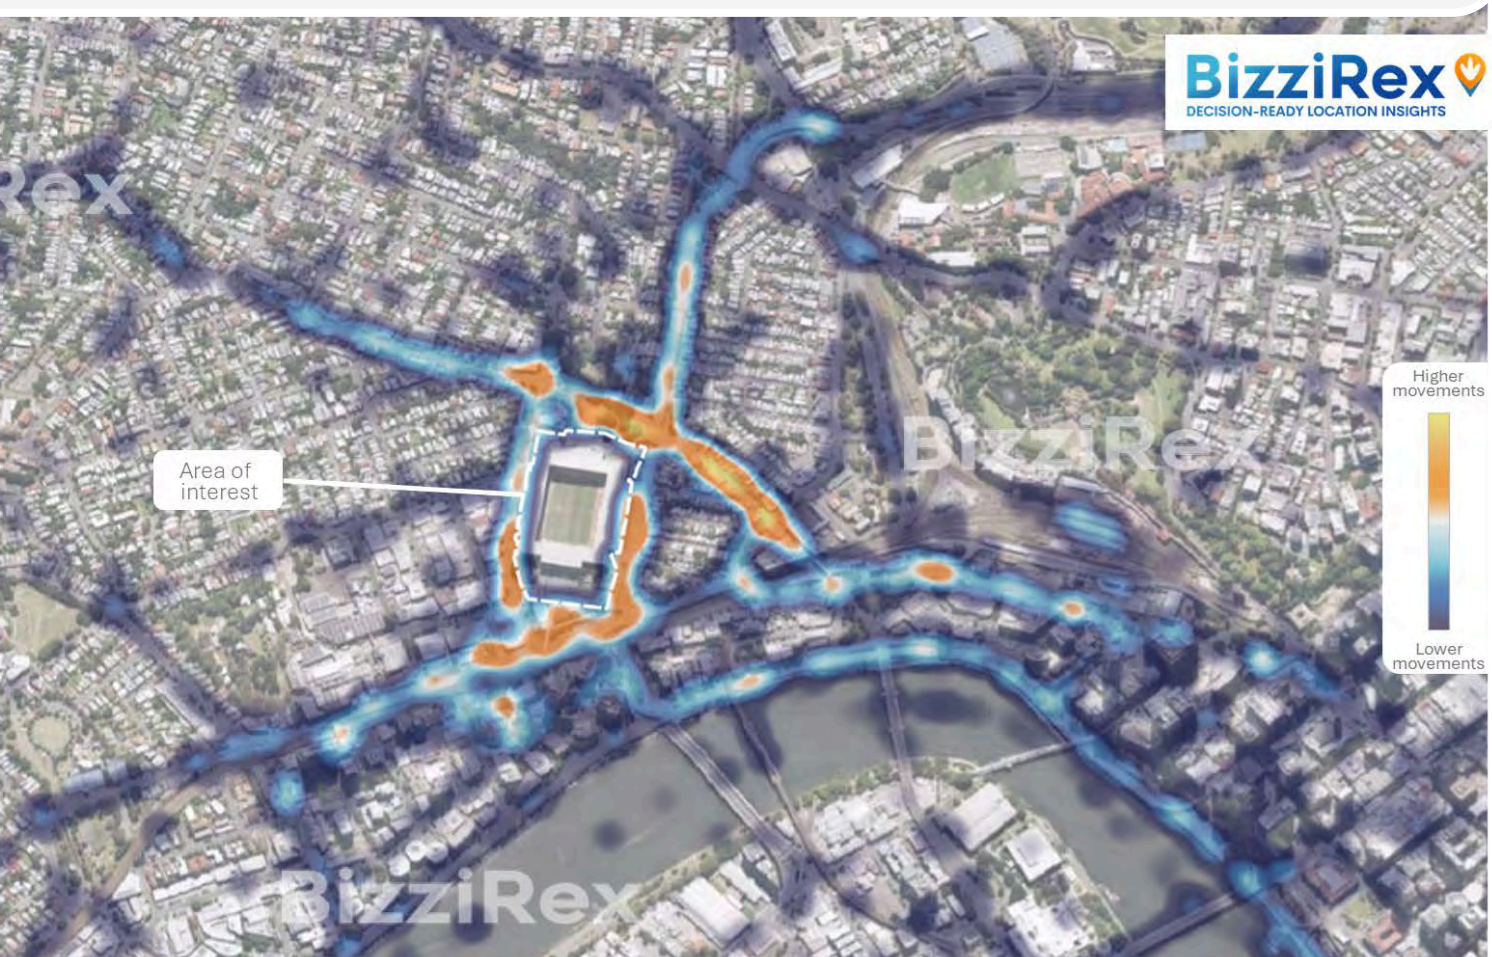 BizziRex
DECISION-READY LOCATION INSIGHTS
Rex
Higher
movements
BizziRex
Area of
interest
Lower
movements
BizziRex